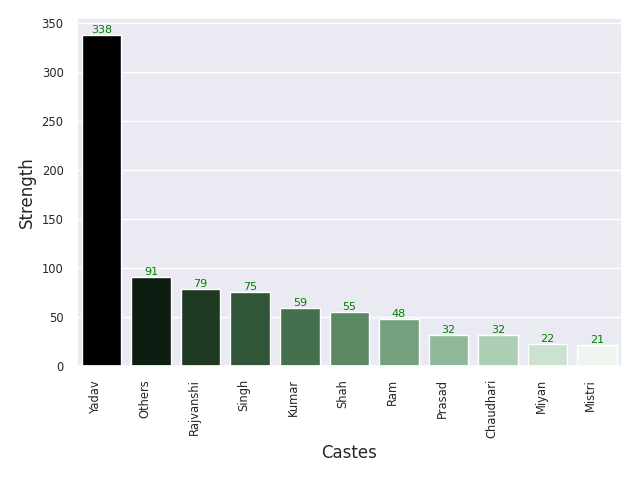 350
300
250
200
150
100
50
0
Strength
338
91
79
75
59
55
48
32
32
22
21
Yadav
Others
Rajvanshi
Singh
Kumar
Shah
Ram
Prasad
Chaudhari
Miyan
Mistri
Castes